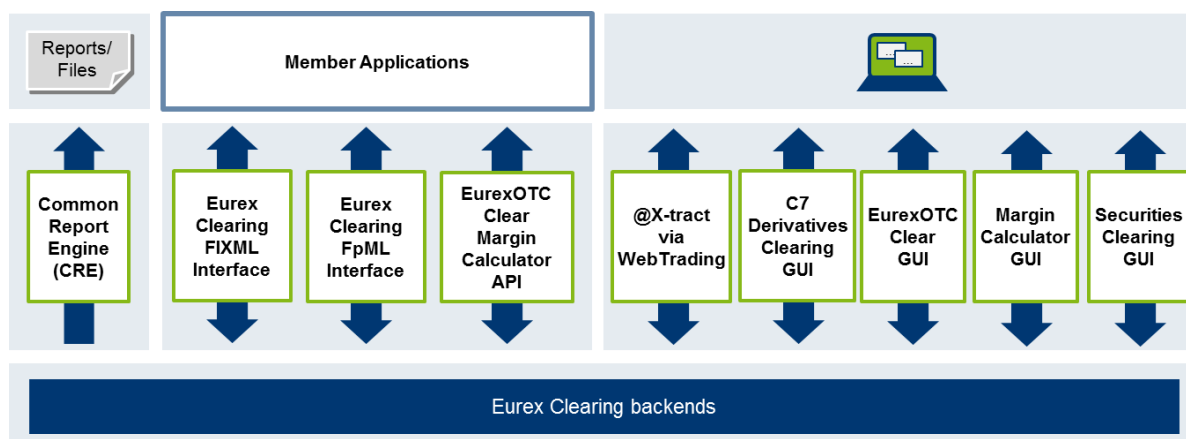 Reports/
Files
Member Applications
...
...
Common
Report
Engine
(CRE)
Eurex
Clearing
FIXML
Interface
Eurex
Clearing
FpML
Interface
EurexOTC
Clear
Margin
Calculator
API
@X-tract
via
WebTrading
C7
Derivatives
Clearing
GUI
EurexOTC
Clear
GUI
Margin
Calculator
GUI
Securities
Clearing
GUI
Eurex Clearing backends